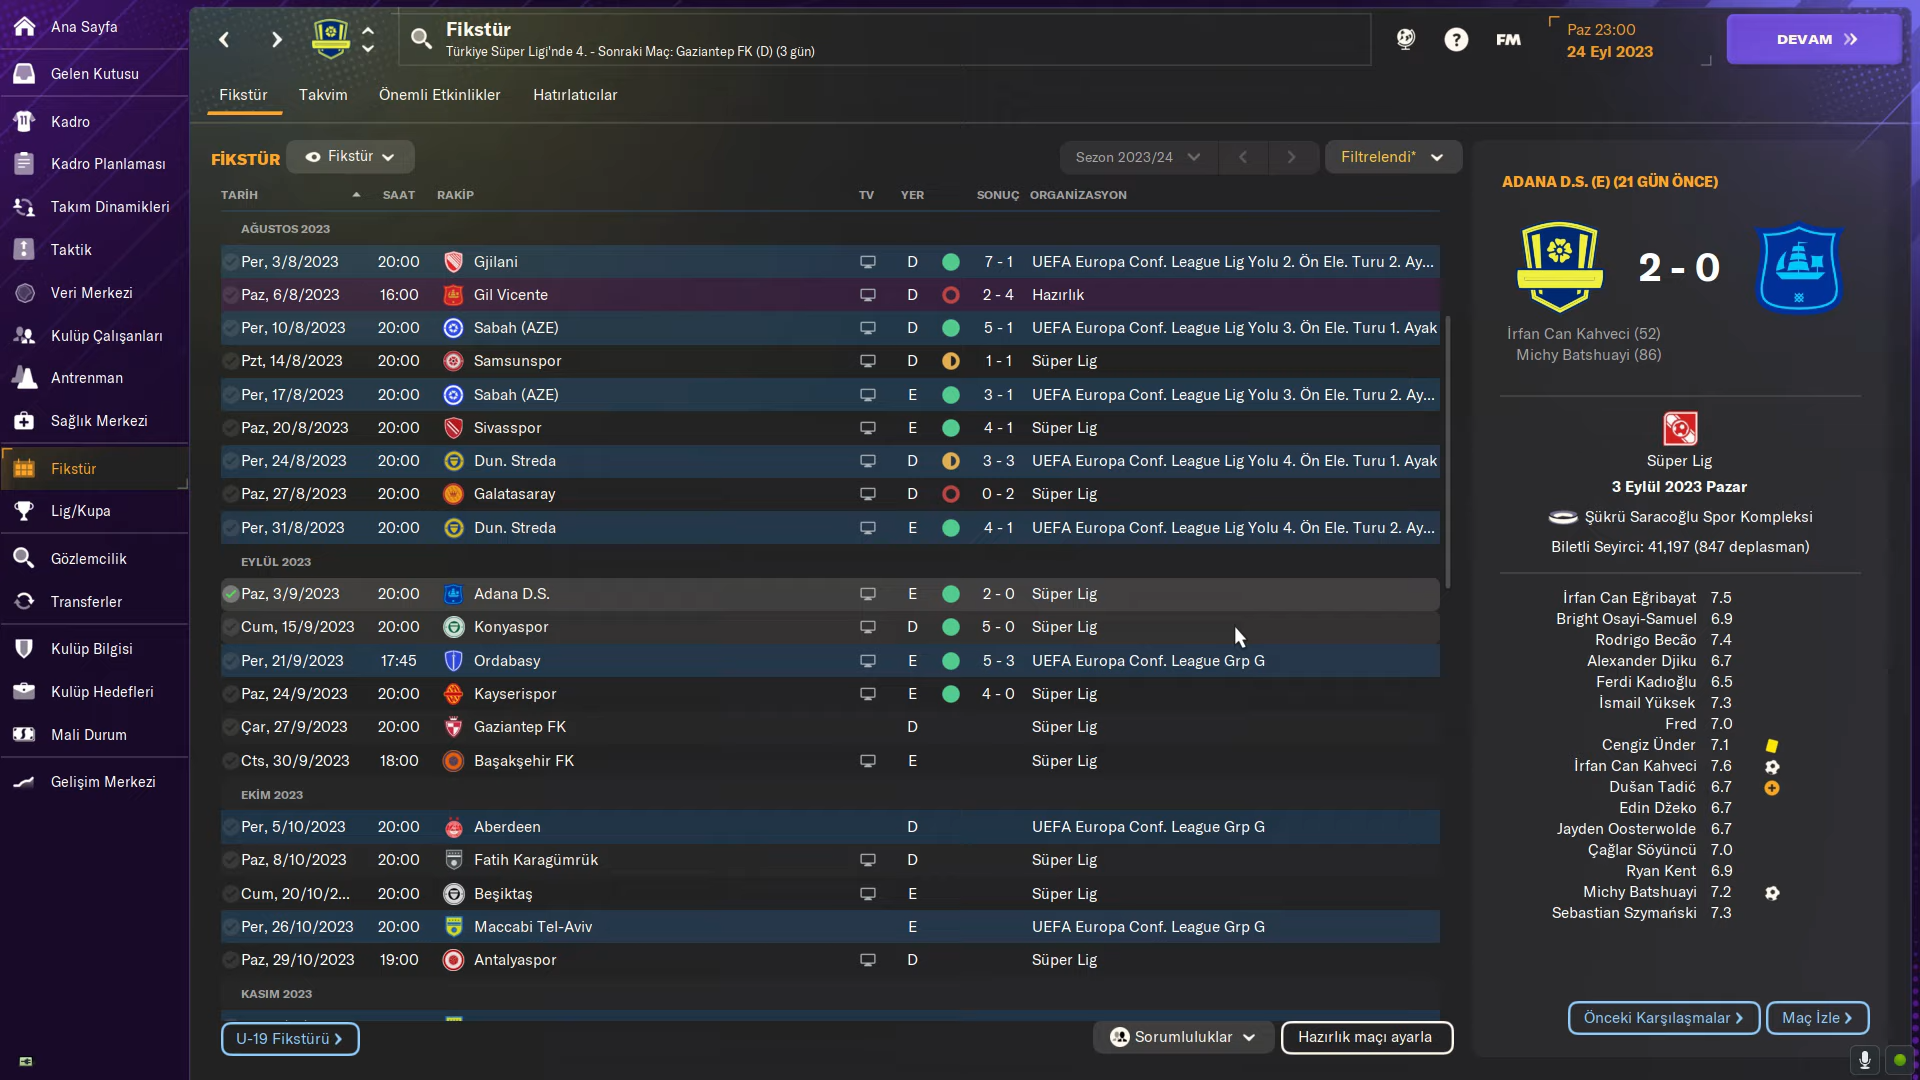 Ana Sayfa
Gelen Kutusu
Kadro
Kadro Planlaması
Takım Dinamikleri
Taktik
Veri Merkezi
Kulüp Çalışanları
Antrenman
Sağlık Merkezi
Fikstür
Lig/Kupa
Gözlemcilik
Transferler
Kulüp Bilgisi
Kulüp Hedefleri
Mali Durum
Gelişim Merkezi
Fikstür
Türkiye Süper Ligi'nde 4. - Sonraki Maç: Gaziantep FK (D) (3 gün)
FM
Paz 23:00
24 Eyl 2023
DEVAM
Fikstür Takvim Önemli Etkinlikler Hatırlatıcılar
FİKSTÜR Fikstür Sezon 2023/24 Filtrelendi*
TARİH SAAT RAKİP TV YER SONUÇ ORGANİZASYON
AĞUSTOS 2023
Per, 3/8/2023 20:00 Gjilani D 7 - 1 UEFA Europa Conf. League Lig Yolu 2. Ön Ele. Turu 2. Ay...
Paz, 6/8/2023 16:00 Gil Vicente D 2 - 4 Hazırlık
Per, 10/8/2023 20:00 Sabah (AZE) D 5 - 1 UEFA Europa Conf. League Lig Yolu 3. Ön Ele. Turu 1. Ayak
Pzt, 14/8/2023 20:00 Samsunspor D 1 - 1 Süper Lig
Per, 17/8/2023 20:00 Sabah (AZE) E 3 - 1 UEFA Europa Conf. League Lig Yolu 3. Ön Ele. Turu 2. Ay...
Paz, 20/8/2023 20:00 Sivasspor E 4 - 1 Süper Lig
Per, 24/8/2023 20:00 Dun. Streda D 3 - 3 UEFA Europa Conf. League Lig Yolu 4. Ön Ele. Turu 1. Ayak
Paz, 27/8/2023 20:00 Galatasaray D 0 - 2 Süper Lig
Per, 31/8/2023 20:00 Dun. Streda E 4 - 1 UEFA Europa Conf. League Lig Yolu 4. Ön Ele. Turu 2. Ay...
EYLÜL 2023
Paz, 3/9/2023 20:00 Adana D.S. E 2 - 0 Süper Lig
Cum, 15/9/2023 20:00 Konyaspor D 5 - 0 Süper Lig
Per, 21/9/2023 17:45 Ordabasy E 5 - 3 UEFA Europa Conf. League Grp G
Paz, 24/9/2023 20:00 Kayserispor E 4 - 0 Süper Lig
Çar, 27/9/2023 20:00 Gaziantep FK D Süper Lig
Cts, 30/9/2023 18:00 Başakşehir FK E Süper Lig
EKİM 2023
Per, 5/10/2023 20:00 Aberdeen D UEFA Europa Conf. League Grp G
Paz, 8/10/2023 20:00 Fatih Karagümrük D Süper Lig
Cum, 20/10/2... 20:00 Beşiktaş E Süper Lig
Per, 26/10/2023 20:00 Maccabi Tel-Aviv E UEFA Europa Conf. League Grp G
Paz, 29/10/2023 19:00 Antalyaspor D Süper Lig
KASIM 2023
U-19 Fikstürü
Sorumluluklar
Hazırlık maçı ayarla
ADANA D.S. (E) (21 GÜN ÖNCE)
2 - 0
İrfan Can Kahveci (52)
Michy Batshuayi (86)
Süper Lig
3 Eylül 2023 Pazar
Şükrü Saracoğlu Spor Kompleksi
Biletli Seyirci: 41,197 (847 deplasman)
İrfan Can Eğribayat 7.5
Bright Osayi-Samuel 6.9
Rodrigo Becão 7.4
Alexander Djiku 6.7
Ferdi Kadıoğlu 6.5
İsmail Yüksek 7.3
Fred 7.0
Cengiz Ünder 7.1
İrfan Can Kahveci 7.6
Dušan Tadić 6.7
Edin Džeko 6.7
Jayden Oosterwolde 6.7
Çağlar Söyüncü 7.0
Ryan Kent 6.9
Michy Batshuayi 7.2
Sebastian Szymański 7.3
Önceki Karşılaşmalar
Maç İzle